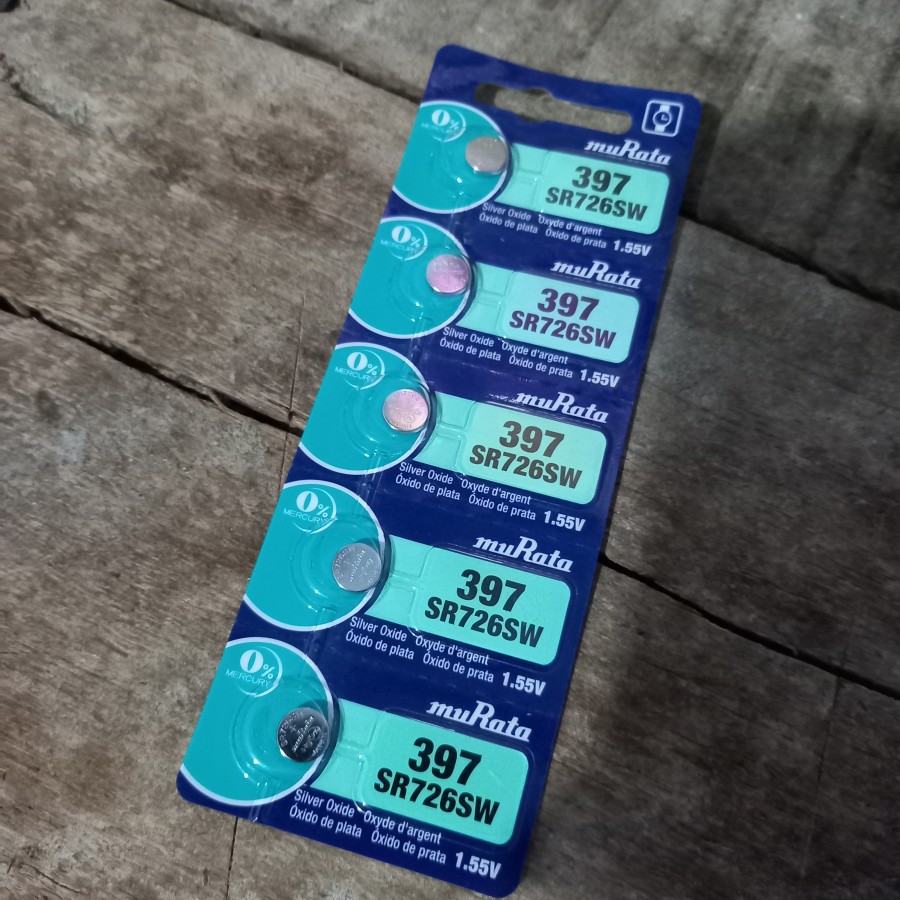 0%
MERCURY
muRata
397
SR726SW
Silver Oxide Oxyde d'argent
Óxido de plata Óxido de prata 1.55V
0%
MERCURY
muRata
397
SR726SW
Silver Oxide Oxyde d'argent
Óxido de plata Óxido de prata 1.55V
0%
MERCURY
muRata
397
SR726SW
Silver Oxide Oxyde d'argent
Óxido de plata Óxido de prata 1.55V
0%
MERCURY
muRata
397
SR726SW
Silver Oxide Oxyde d'argent
Óxido de plata Óxido de prata 1.55V
0%
MERCURY
muRata
397
SR726SW
Silver Oxide Oxyde d'argent
Óxido de plata Óxido de prata 1.55V